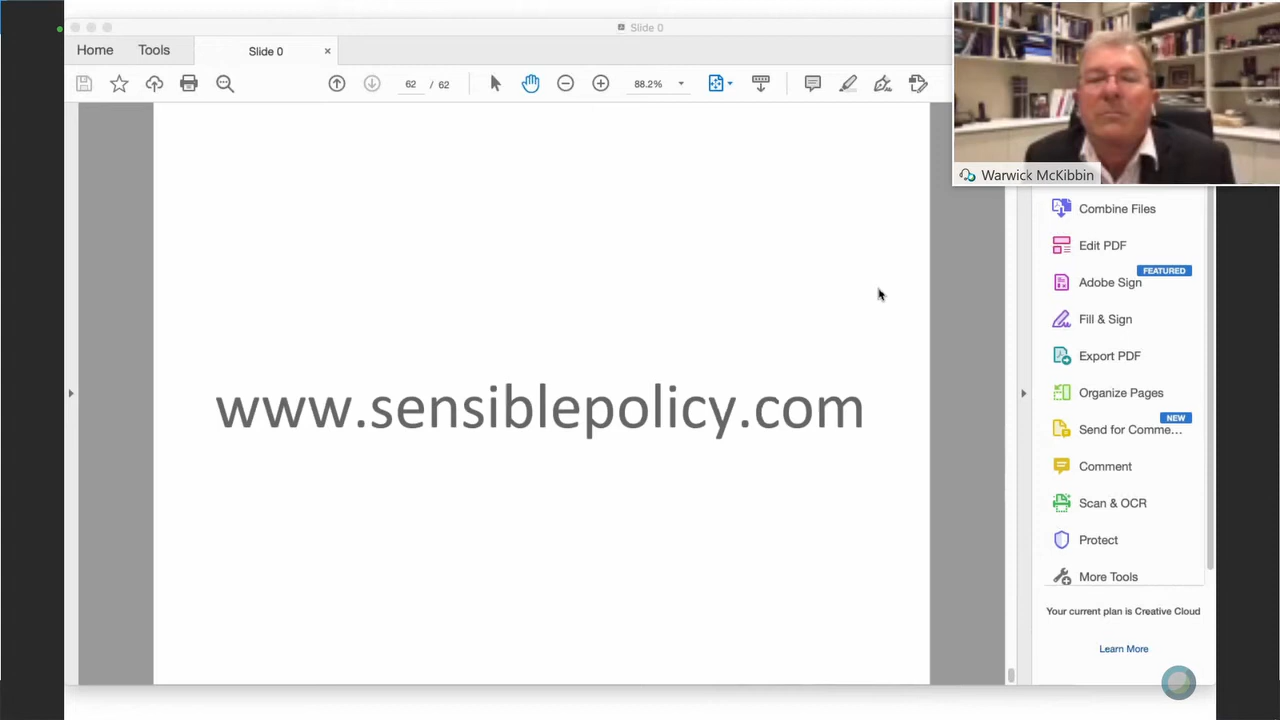 Slide 0
Home
Tools
Slide 0
62 / 62
88.2%
Warwick McKibbin
Combine Files
Edit PDF
FEATURED
Adobe Sign
Fill & Sign
Export PDF
Organize Pages
NEW
Send for Comme...
Comment
Scan & OCR
Protect
More Tools
Your current plan is Creative Cloud
Learn More
www.sensiblepolicy.com